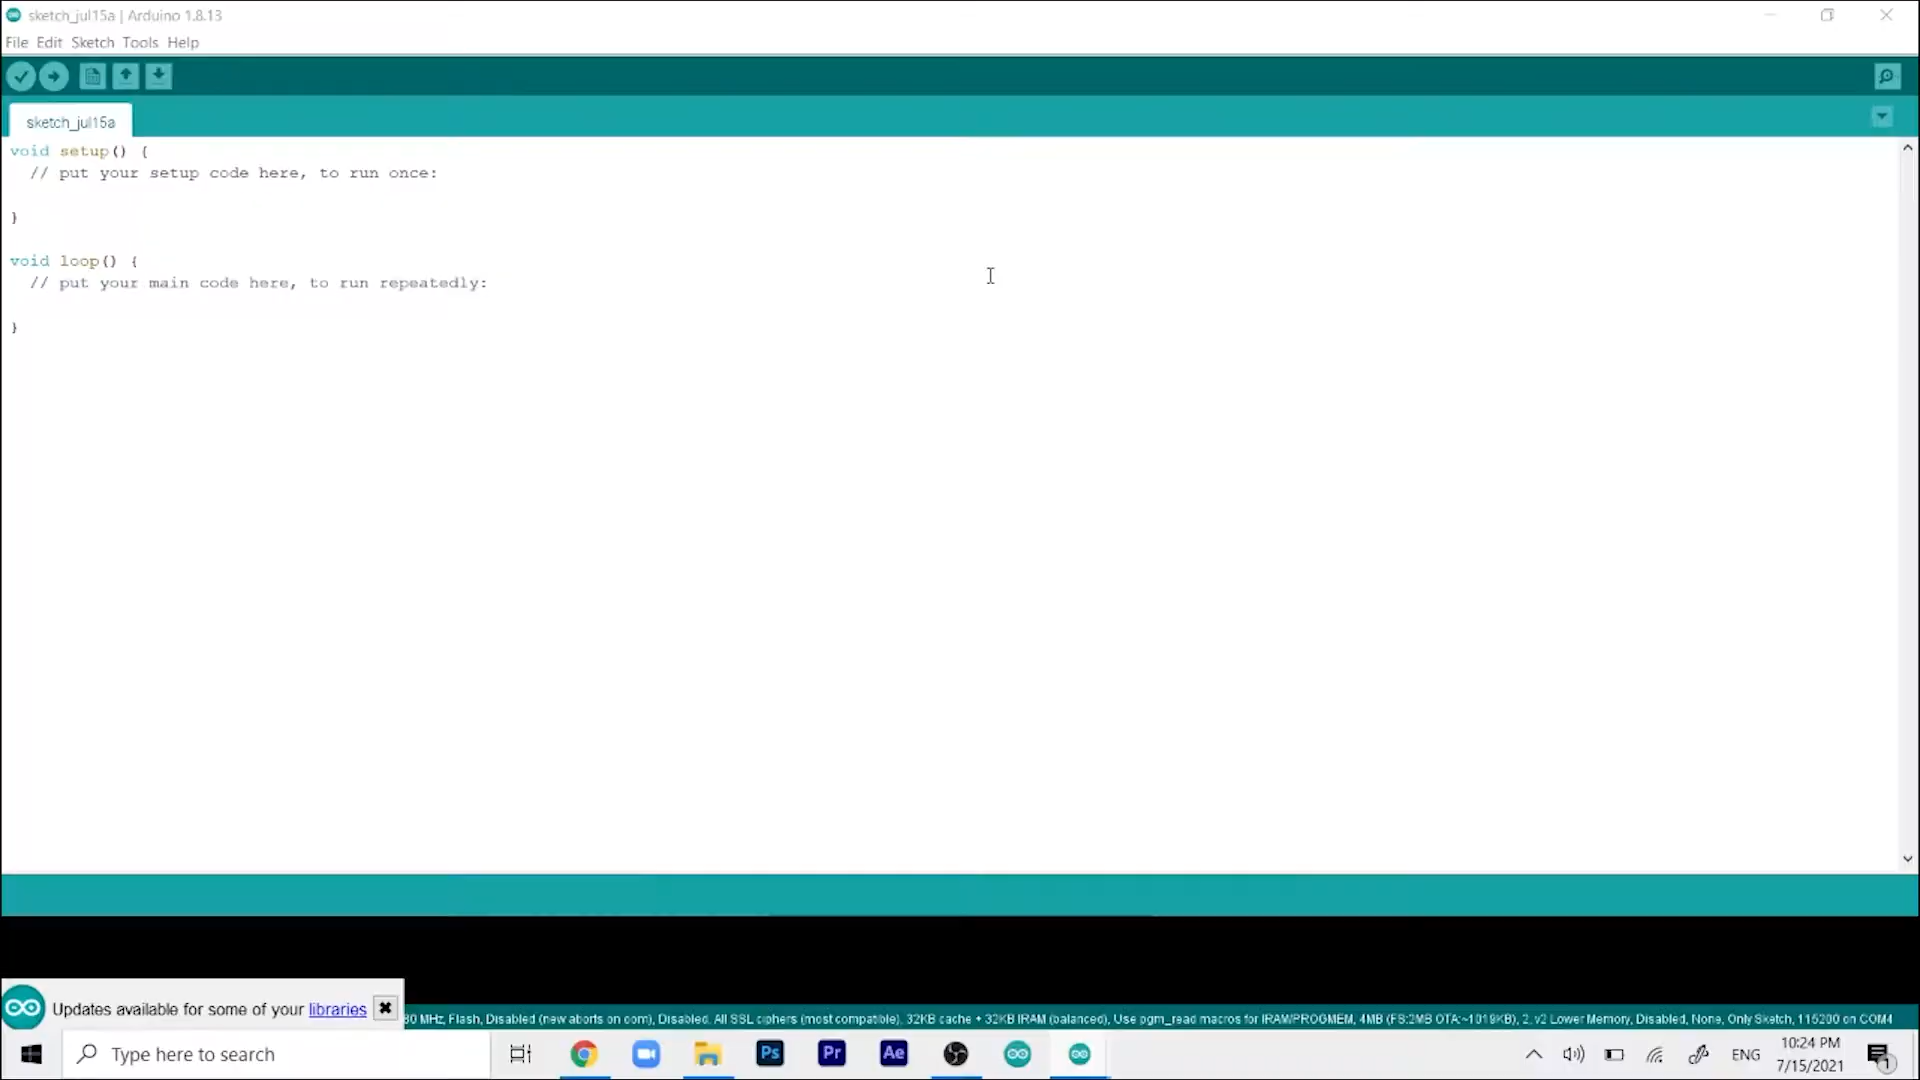 sketch_jul15a | Arduino 1.8.13
File Edit Sketch Tools Help
sketch_jul15a
void setup() {
// put your setup code here, to run once:
}
void loop() {
// put your main code here, to run repeatedly:
}
Updates available for some of your libraries
80 MHz, Flash, Disabled (new aborts on oom), Disabled, All SSL ciphers (most compatible), 32KB cache + 32KB IRAM (balanced), Use pgm_read macros for IRAM/PROGMEM, 4MB (FS:2MB OTA:~1019KB), 2, v2 Lower Memory, Disabled, None, Only Sketch, 115200 on COM4
Type here to search
Ps
Pr
Ae
ENG
10:24 PM
7/15/2021
1